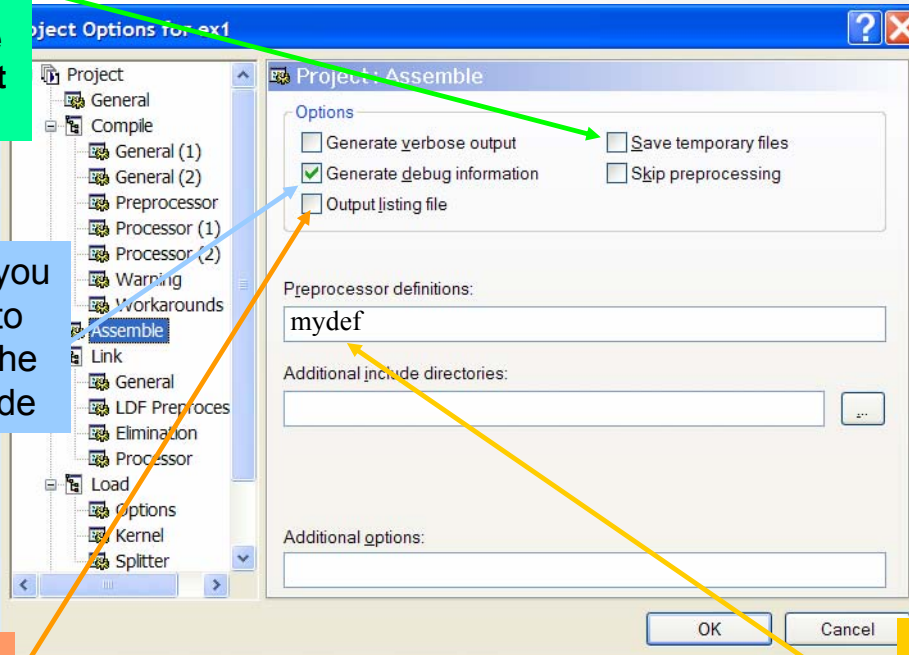 oject Options for ex1
t
Project
General
Compile
General (1)
General (2)
Preprocessor
Processor (1)
Processor (2)
Warning
Workarounds
Assemble
Link
General
LDF Preproces
Elimination
Processor
Load
Options
Kernel
Splitter
you
to
he
de
Project : Assemble
Options
Generate verbose output
Save temporary files
Generate debug information
Skip preprocessing
Output listing file
Preprocessor definitions:
mydef
Additional include directories:
...
Additional options:
OK
Cancel